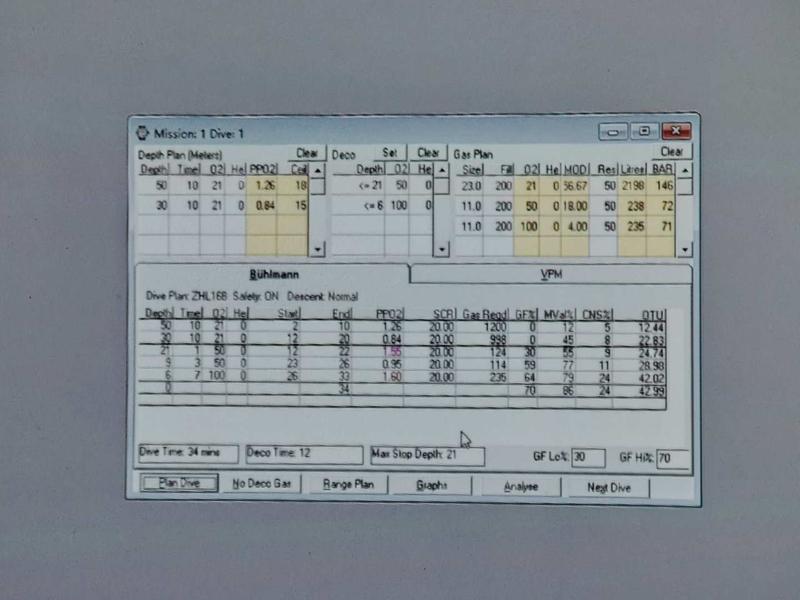 Mission: 1 Dive: 1
Depth Plan (Meters) Clear Deco Set Clear Gas Plan Clear
Depth Time O2 He PPO2 Ceil Depth O2 He Size Fill O2 He MOD Res Litres BAR
50 10 21 0 1.26 18 <= 21 50 0 23.0 200 21 0 56.67 50 2198 146
30 10 21 0 0.84 15 <= 6 100 0 11.0 200 50 0 18.00 50 238 72
11.0 200 100 0 4.00 50 235 71
Bühlmann VPM
Dive Plan: ZHL16B Safety: ON Descent: Normal
Depth Time O2 He Start End PPO2 SCR Gas Reqd GF% MVal% CNS% OTU
50 10 21 0 2 10 1.26 20.00 1200 0 12 5 12.44
30 10 21 0 12 20 0.84 20.00 998 0 45 8 22.83
21 1 50 0 12 22 1.55 20.00 124 30 55 9 24.74
9 3 50 0 23 26 0.95 20.00 114 59 77 11 28.98
6 7 100 0 26 33 1.60 20.00 235 64 79 24 42.02
0 34 70 86 24 42.99
Dive Time: 34 mins Deco Time: 12 Max Stop Depth: 21 GF Lo%: 30 GF Hi%: 70
Plan Dive No Deco Gas Range Plan Graphs Analyse Next Dive